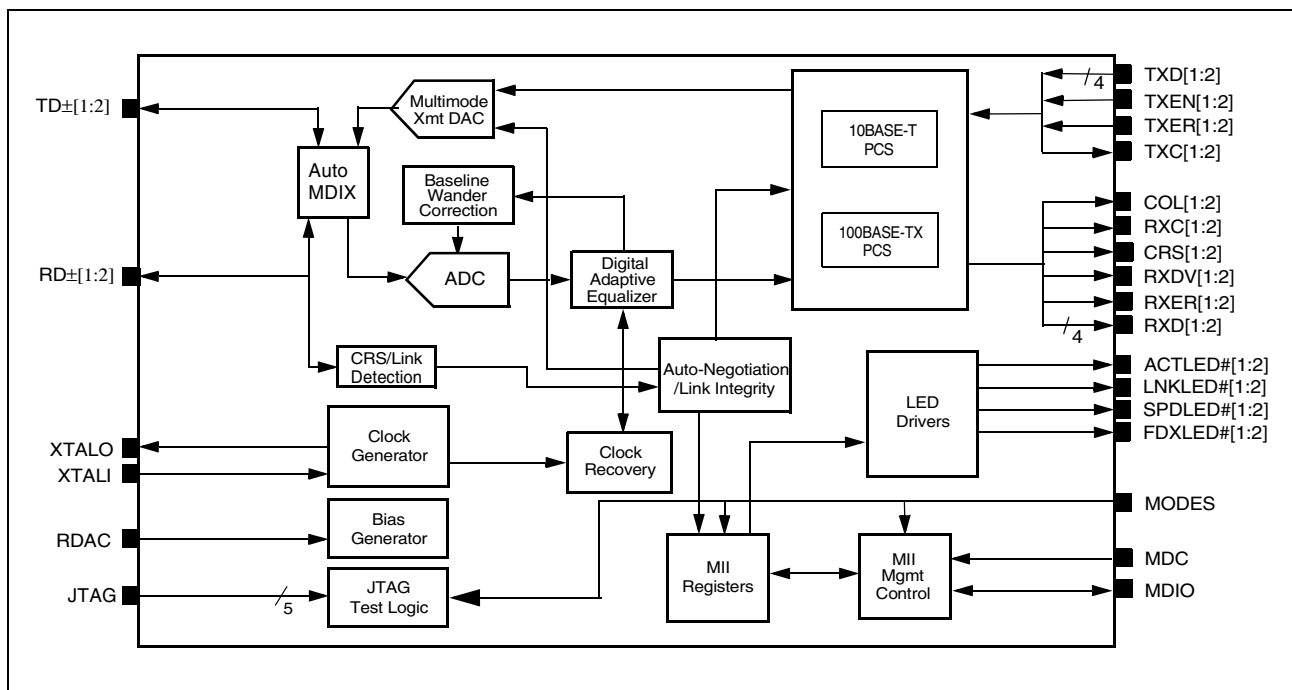 TD±[1:2]
RD±[1:2]
XTALO
XTALI
RDAC
JTAG
5
Multimode
Xmt DAC
Auto
MDIX
Baseline
Wander
Correction
ADC
Digital
Adaptive
Equalizer
10BASE-T
PCS
100BASE-TX
PCS
CRS/Link
Detection
Auto-Negotiation
/Link Integrity
Clock
Generator
Clock
Recovery
LED
Drivers
Bias
Generator
JTAG
Test Logic
MII
Registers
MII
Mgmt
Control
TXD[1:2]
4
TXEN[1:2]
TXER[1:2]
TXC[1:2]
COL[1:2]
RXC[1:2]
CRS[1:2]
RXDV[1:2]
RXER[1:2]
RXD[1:2]
4
ACTLED#[1:2]
LNKLED#[1:2]
SPDLED#[1:2]
FDXLED#[1:2]
MODES
MDC
MDIO